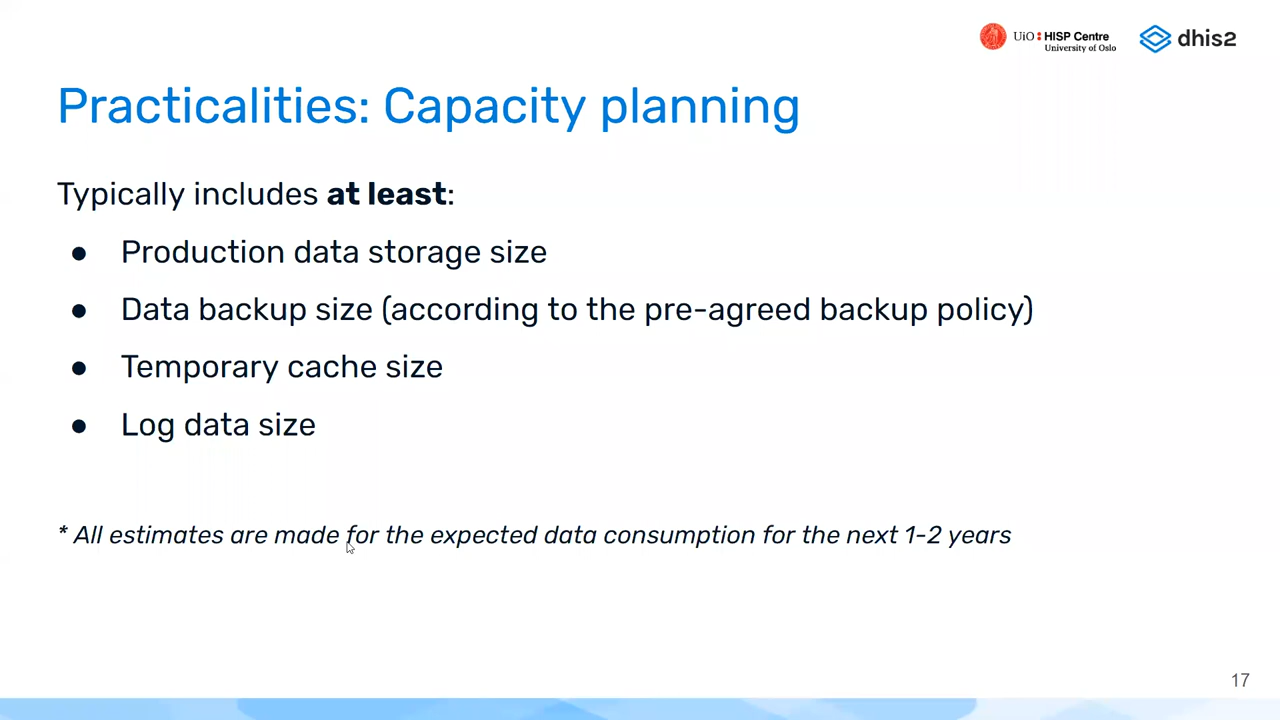 UiO HISP Centre
University of Oslo
dhis2
Practicalities: Capacity planning
Typically includes at least:
● Production data storage size
● Data backup size (according to the pre-agreed backup policy)
● Temporary cache size
● Log data size
* All estimates are made for the expected data consumption for the next 1-2 years
17